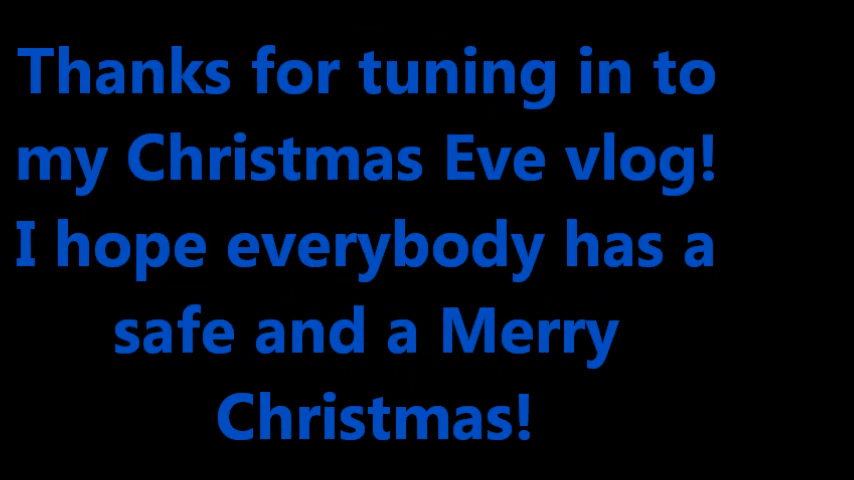 Thanks for tuning in to
my Christmas Eve vlog!
I hope everybody has a
safe and a Merry
Christmas!